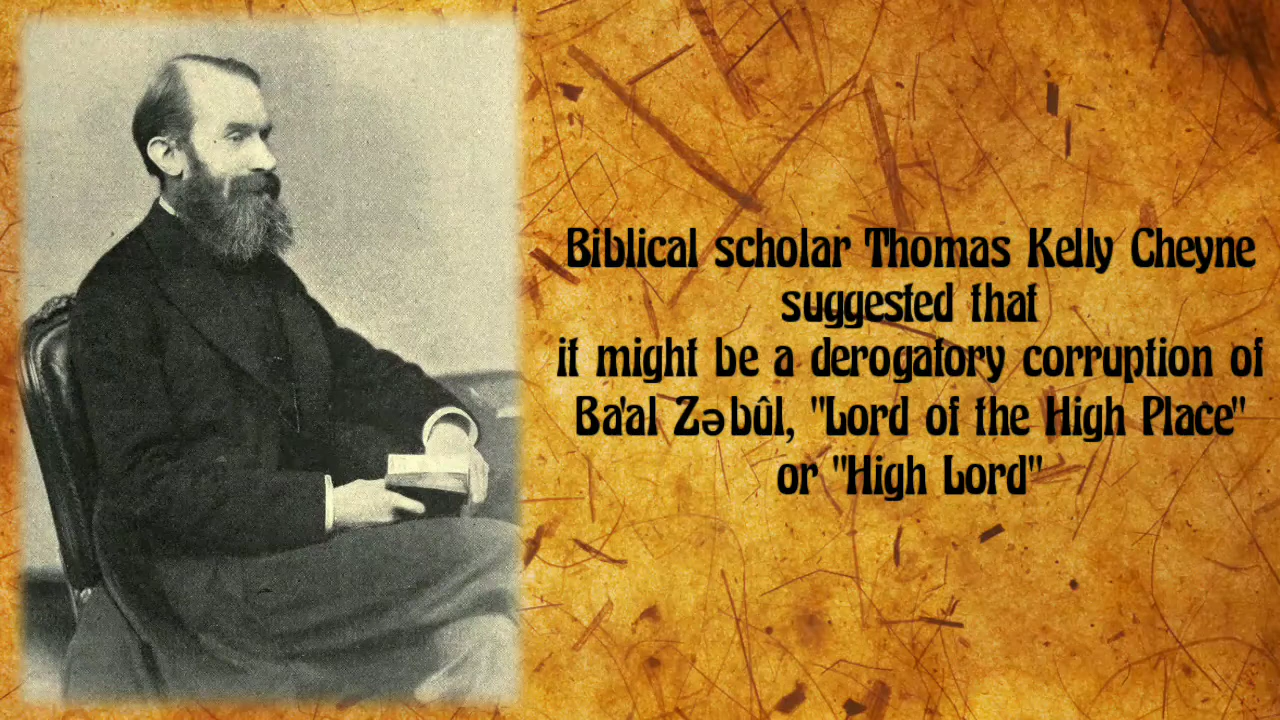 Biblical scholar Thomas Kelly Cheyne
suggested that
it might be a derogatory corruption of
Ba'al Zəbûl, "Lord of the High Place"
or "High Lord"